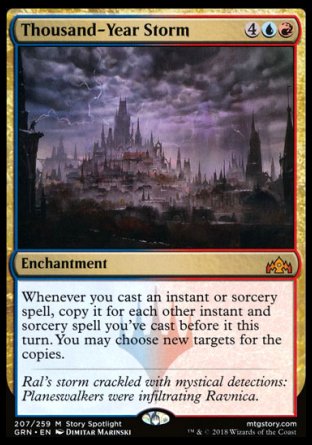 Thousand-Year Storm 4
Enchantment
Whenever you cast an instant or sorcery
spell, copy it for each other instant and
sorcery spell you've cast before it this
turn. You may choose new targets for the
copies.
Ral's storm crackled with mystical detections:
Planeswalkers were infiltrating Ravnica.
207/259 M Story Spotlight mtgstory.com
GRN • EN Dimitar Marinski ™ & © 2018 Wizards of the Coast